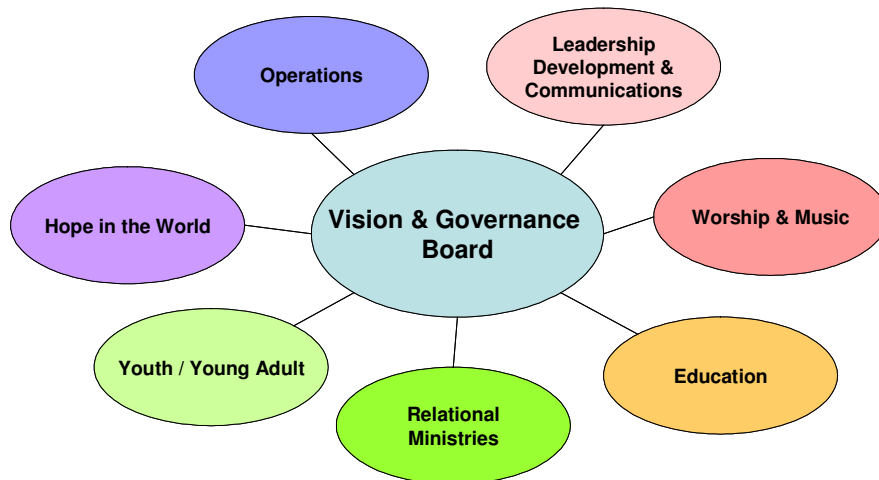 Operations
Leadership
Development &
Communications
Hope in the World
Vision & Governance
Board
Worship & Music
Youth / Young Adult
Relational
Ministries
Education